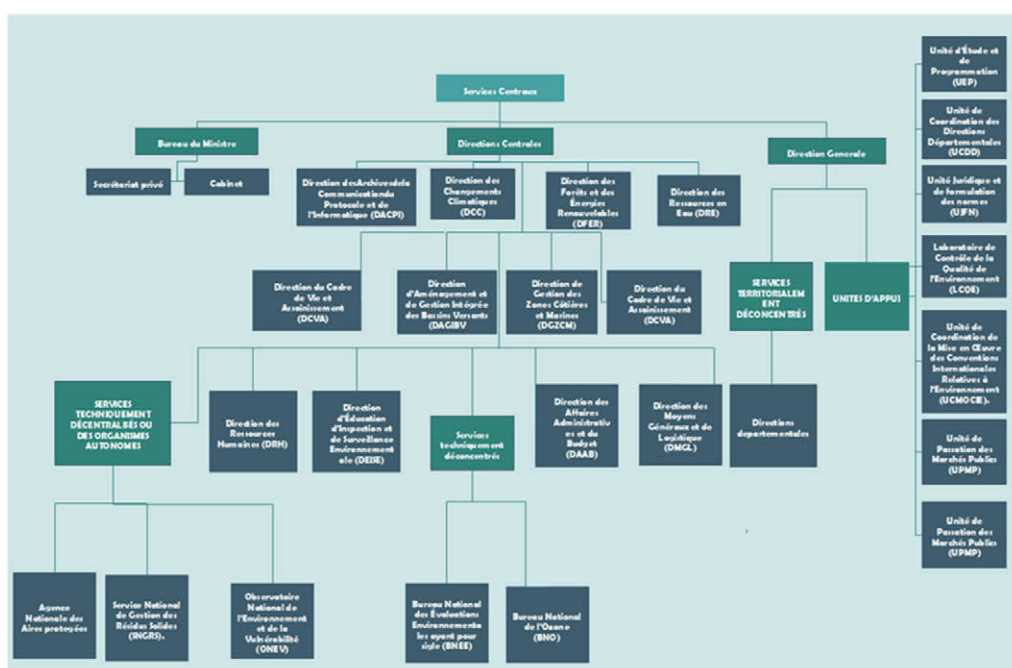 Services Centraux
Bureau du Ministre
Directions Centrales
Direction Generale
Secrétariat privé
Cabinet
Direction desArchivesdela
Communicationdu
Protocole et de
l'Informatique (DACPI)
Direction des
Changements
Climatiques
(DCC)
Direction des
Forêts et des
Énergies
Renouvelables
(DFER)
Direction des
Ressources en
Eau (DRE)
Direction du Cadre
de Vie et
Assainissement
(DCVA)
Direction
d'Aménagement et
de Gestion Intégrée
des Bassins Versants
(DAGIBV
Direction de
Gestion des
Zones Côtières
et Marines
(DGZCM)
Direction du
Cadre de Vie et
Assainissement
(DCVA)
SERVICES
TERRITORIALEM
ENT
DÉCONCENTRÉS
UNITES D'APPUI
SERVICES
TECHNIQUEMENT
DÉCENTRALISÉS OU
DES ORGANISMES
AUTONOMES
Direction des
Ressources
Humaines (DRH)
Direction
d'Éducation
d'Inspection et
de Surveillance
Environnement
ale (DEISE)
Services
techniquement
déconcentrés
Direction des
Affaires
Administrativ
es et du
Budget (DAAB)
Direction des
Moyens
Généraux et de
Logistique
(DMGL)
Directions
departementales
Agence
Nationale des
Aires protegées
Service National
de Gestion des
Résidus Solides
(SNGRS).
Observatoire
National de
l'Environnement
et de la
Vulnérabilité
(ONEV)
Bureau National
des Évaluations
Environnementa
les ayant pour
sigle (BNEE)
Bureau National
de l'Ozone (BNO)
Unité d'Étude et
de
Programmation
(UEP)
Unité de
Coordination des
Directions
Départementales
(UCDD)
Unité Juridique et
de formulation des
normes (UJFN)
Laboratoire de
Contrôle de la
Qualité de
l'Environnement
(LCQE)
Unité de
Coordination de
la Mise en Œuvre
des Conventions
Internationales
Relatives à
l'Environnement
(UCMOCIE).
Unité de
Passation des
Marchés Publics
(UPMP)
Unité de
Passation des
Marchés Publics
(UPMP)